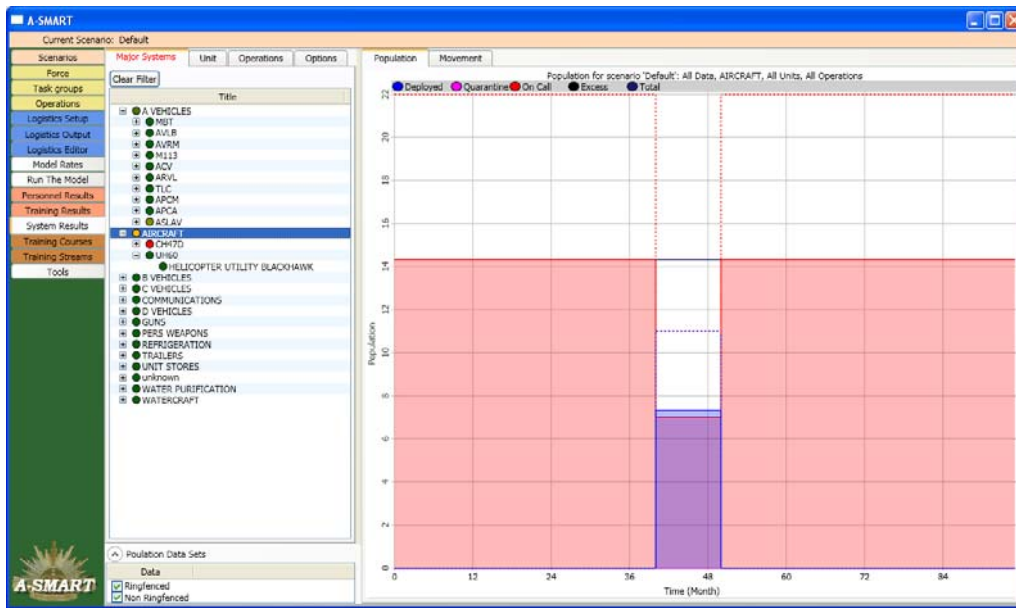 A-SMART
Current Scenario: Default
Scenarios
Force
Task groups
Operations
Logistics Setup
Logistics Output
Logistics Editor
Model Rates
Run The Model
Personnel Results
Training Results
System Results
Training Courses
Training Streams
Tools
A-SMART
Major Systems Unit Operations Options
Clear Filter
Title
A VEHICLES
MBT
AVLB
AVRM
M113
ACV
ARVL
TLC
APCM
APCA
ASLAV
AIRCRAFT
CH47D
UH60
HELICOPTER UTILITY BLACKHAWK
B VEHICLES
C VEHICLES
COMMUNICATIONS
D VEHICLES
GUNS
PERS WEAPONS
REFRIGERATION
TRAILERS
UNIT STORES
unknown
WATER PURIFICATION
WATERCRAFT
Poulation Data Sets
Data
Ringfenced
Non Ringfenced
Population Movement
Population for scenario 'Default': All Data, AIRCRAFT, All Units, All Operations
Deployed Quarantine On Call Excess Total
22
20
18
16
14
12
10
8
6
4
2
0
Population
0 12 24 36 48 60 72 84
Time (Month)